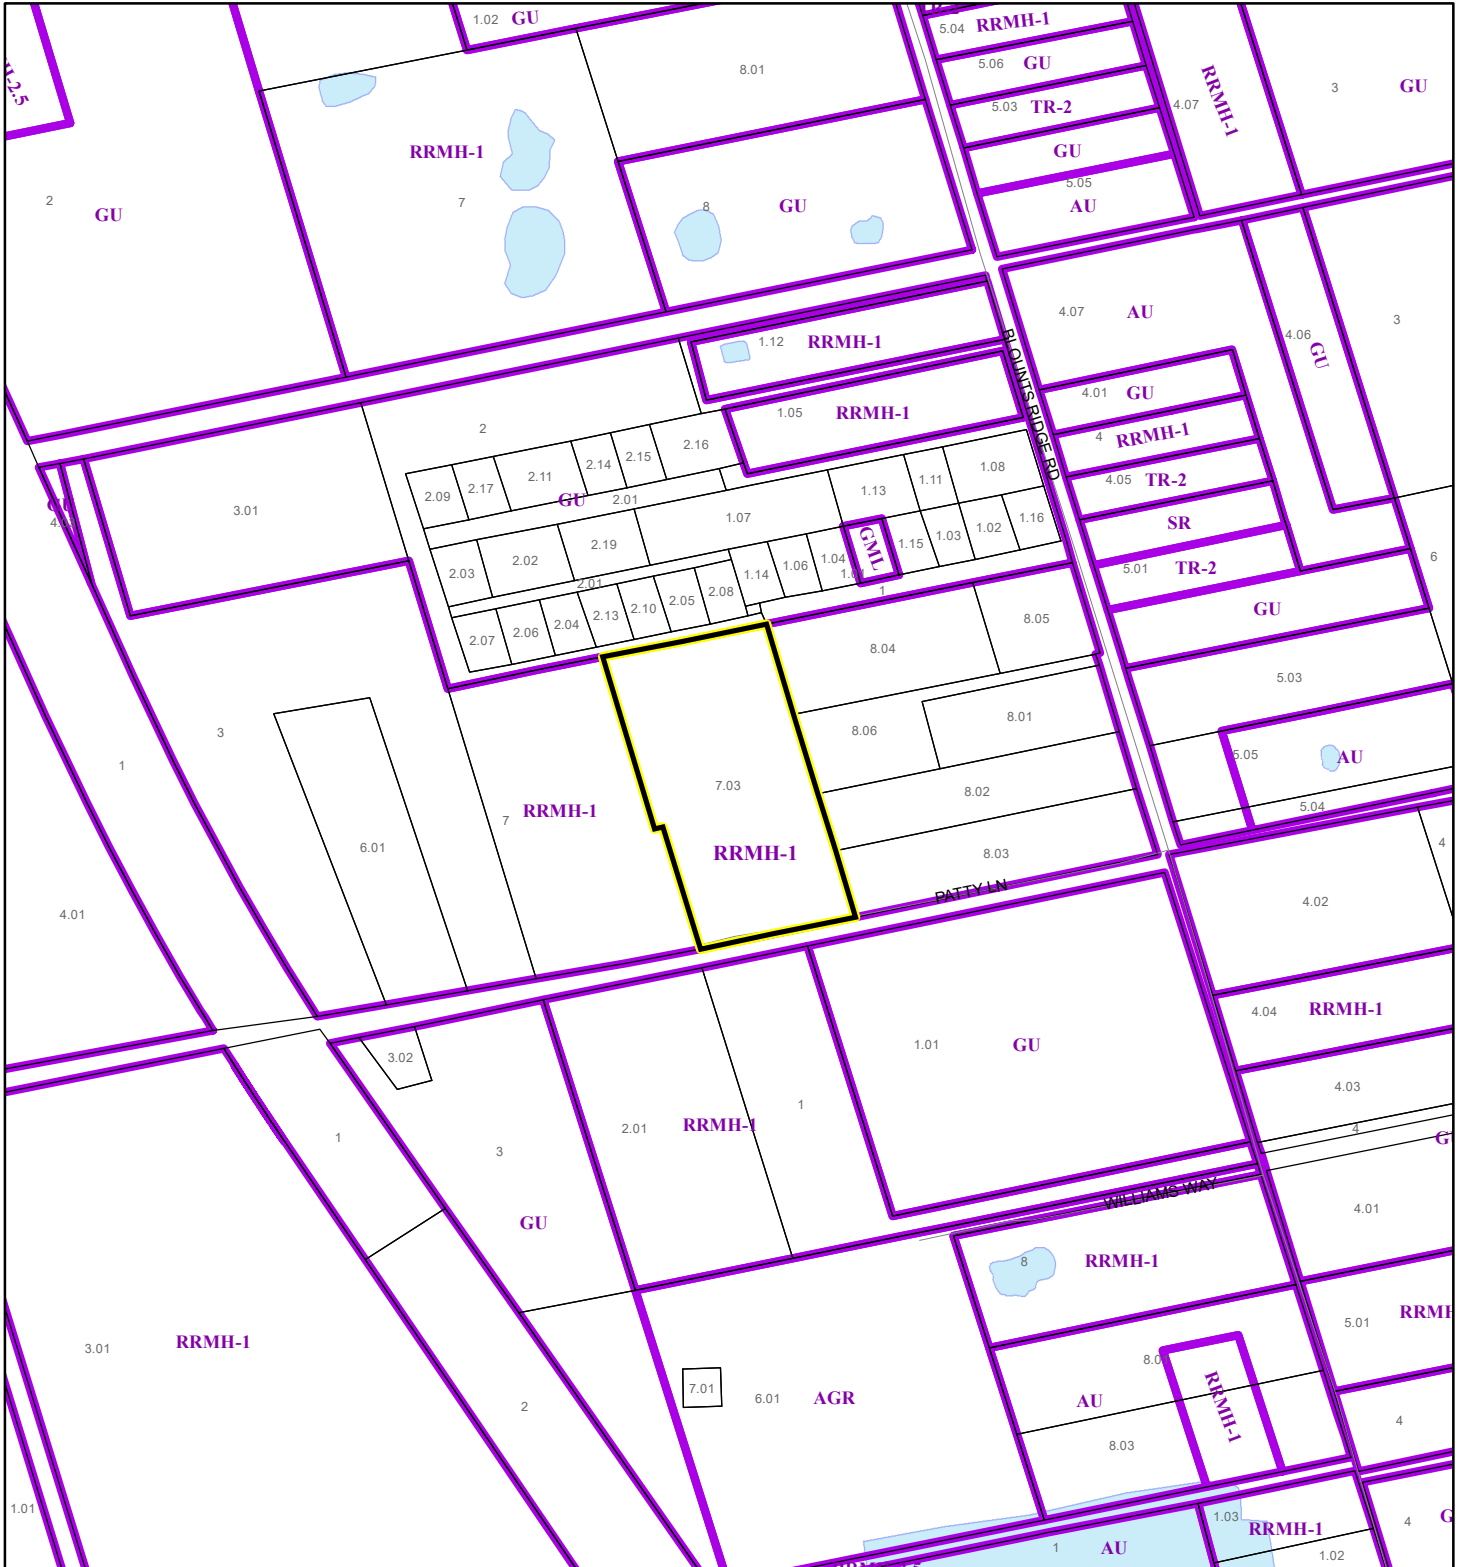 1.02 GU
5.04 RRMH-1
5.06 GU
5.03 TR-2
GU
5.05
AU
4.07
RRMH-1
3 GU
8.01
RRMH-1
7
2 GU
8 GU
4.07 AU
4.06
GU
3
1.12 RRMH-1
BLOUNTS RIDGE RD
4.01 GU
1.05 RRMH-1
4 RRMH-1
2
2.16
2.15
2.14
2.11
2.17
2.09
GU
2.01
1.08
1.11
1.13
4.05 TR-2
SR
5.01 TR-2
6
GU
3.01
1.07
1.16
1.02
1.03
1.15
GML
1.04
1.06
1.14
2.19
2.02
2.03
2.01
2.08
2.05
2.10
2.13
2.04
2.06
2.07
1
8.05
8.04
5.03
3
1
8.06
8.01
5.05 AU
5.04
7.03
8.02
7 RRMH-1
RRMH-1
6.01
8.03
4
PATTY LN
4.01
4.02
4.04 RRMH-1
1.01 GU
3.02
4.03
2.01 RRMH-1
1
1
3
4
WILLIAMS WAY
4.01
GU
8 RRMH-1
3.01 RRMH-1
5.01
7.01
6.01 AGR
AU
RRMH-1
2
4
8.03
1.01
1.03
RRMH-1
4
1 AU
1.02